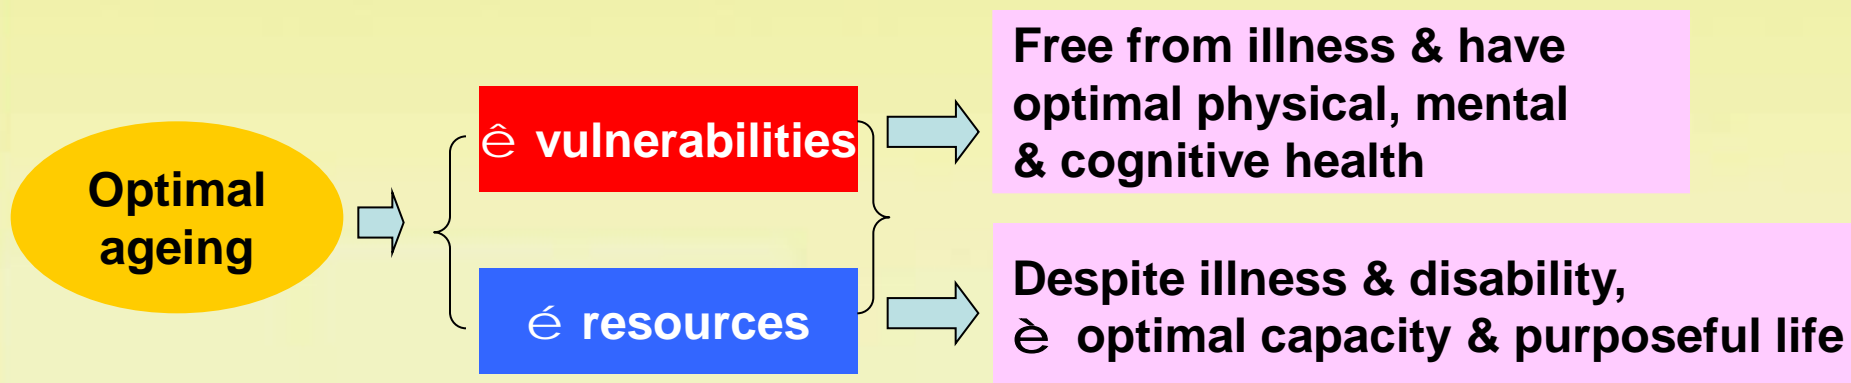 Optimal
ageing
ê vulnerabilities
é resources
Free from illness & have
optimal physical, mental
& cognitive health
Despite illness & disability,
è optimal capacity & purposeful life